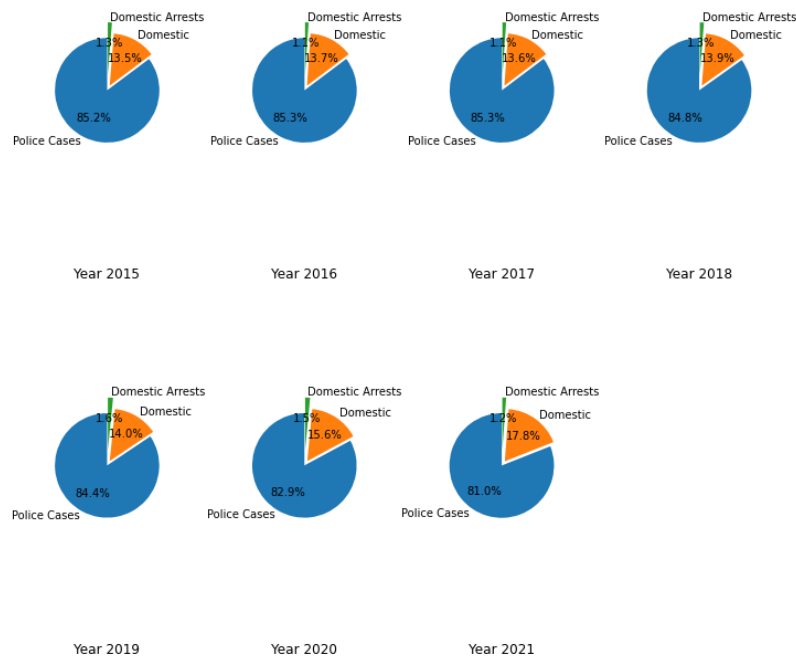 Domestic Arrests
Domestic
1.3%
13.5%
85.2%
Police Cases
Year 2015
Domestic Arrests
Domestic
1.1%
13.7%
85.3%
Police Cases
Year 2016
Domestic Arrests
Domestic
1.1%
13.6%
85.3%
Police Cases
Year 2017
Domestic Arrests
Domestic
1.3%
13.9%
84.8%
Police Cases
Year 2018
Domestic Arrests
Domestic
1.6%
14.0%
84.4%
Police Cases
Year 2019
Domestic Arrests
Domestic
1.5%
15.6%
82.9%
Police Cases
Year 2020
Domestic Arrests
Domestic
1.2%
17.8%
81.0%
Police Cases
Year 2021